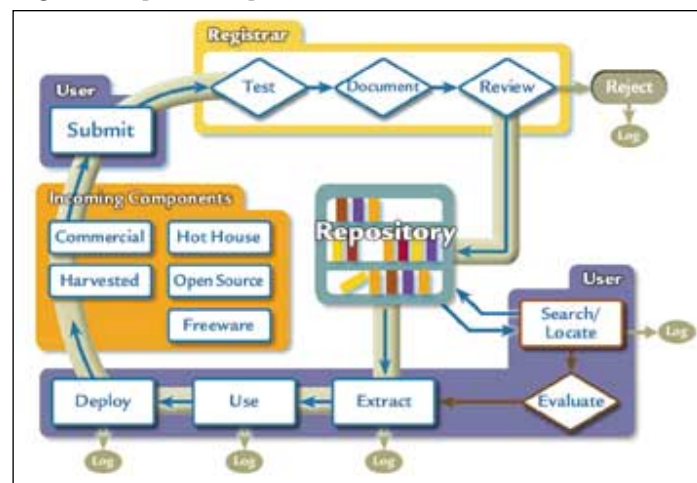 Registrar
Test
Document
Review
Reject
Log
User
Submit
Incoming Components
Commercial
Hot House
Harvested
Open Source
Freeware
Repository
User
Search/
Locate
Log
Evaluate
Deploy
Use
Extract
Log
Log
Log